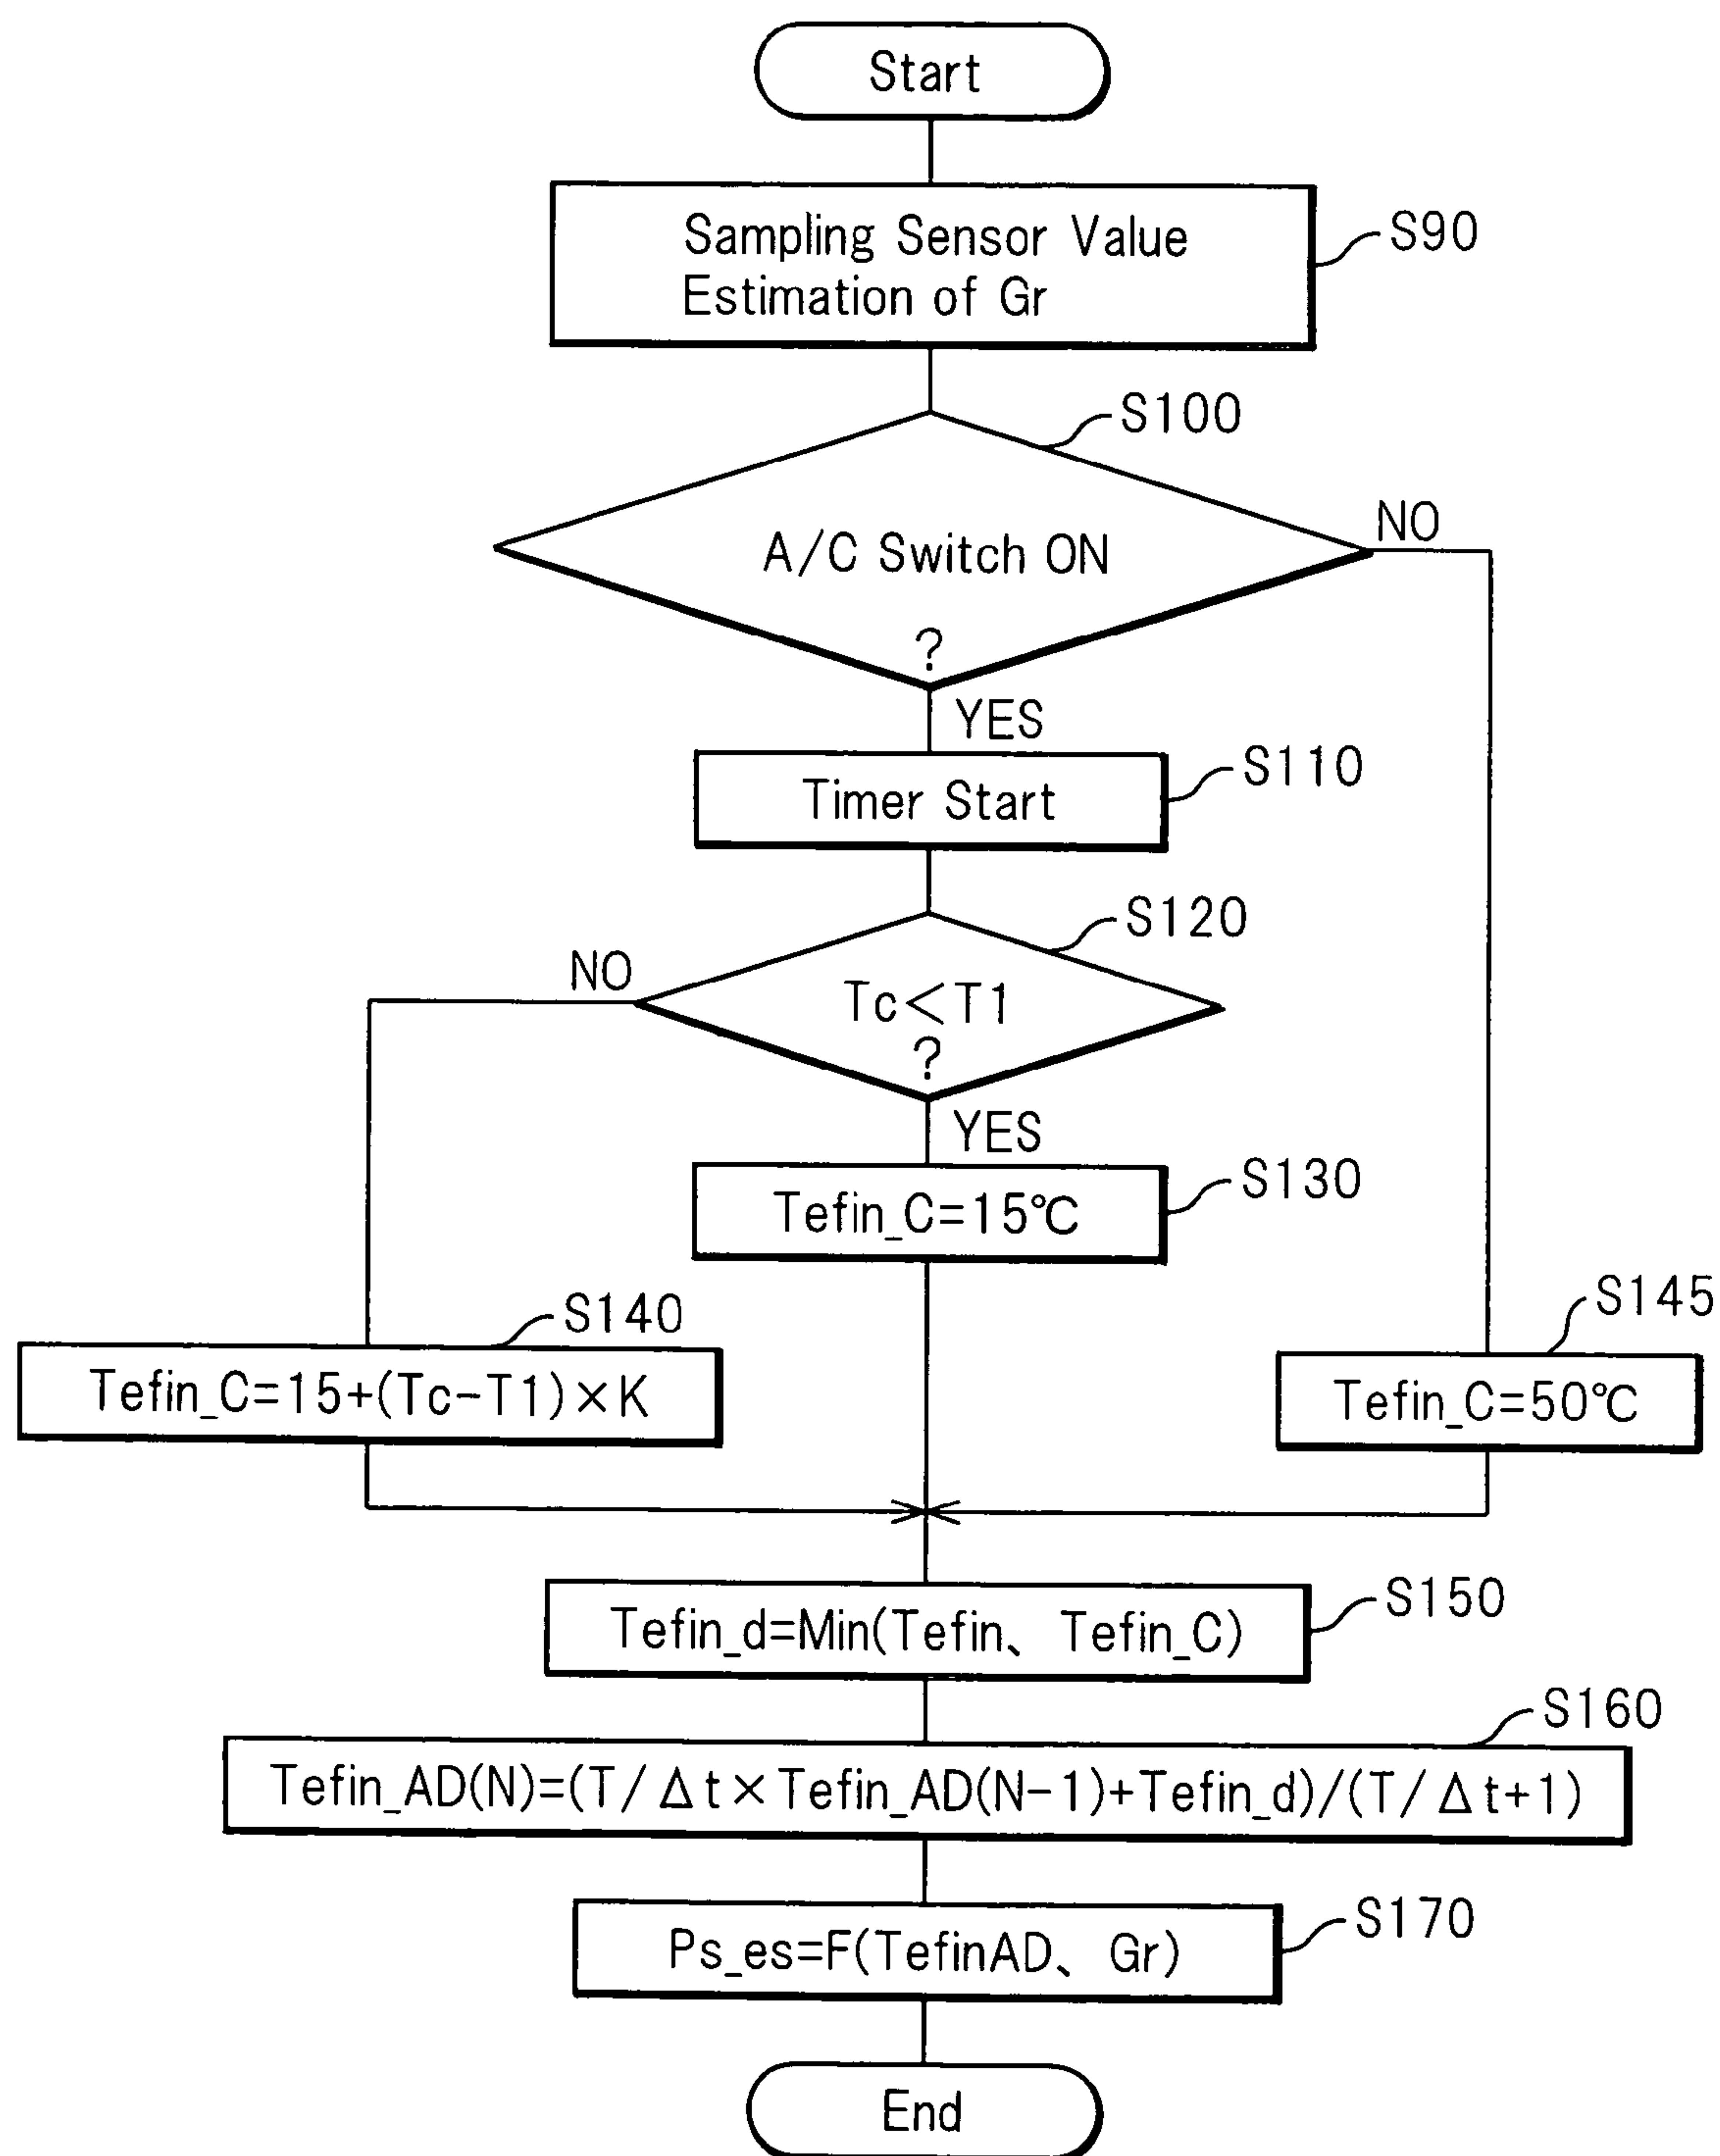 Start
Sampling Sensor Value
Estimation of Gr
S90
S100
A/C Switch ON
?
NO
YES
Timer Start
S110
S120
NO
Tc<T1
?
YES
Tefin_C=15℃
S130
S140
Tefin_C=15+(Tc-T1)×K
S145
Tefin_C=50℃
Tefin_d=Min(Tefin、Tefin_C)
S150
S160
Tefin_AD(N)=(T/Δt×Tefin_AD(N-1)+Tefin_d)/(T/Δt+1)
Ps_es=F(TefinAD、Gr)
S170
End